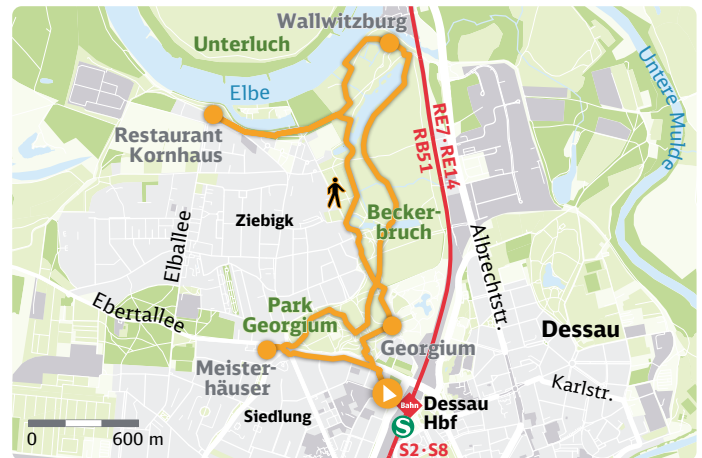 Wallwitzburg
Unterluch
Elbe
Untere Mulde
Restaurant
Kornhaus
RE7·RE14
RB51
Ziebigk
Becker-
bruch
Elballee
Albrechtstr.
Ebertallee
Park
Georgium
Dessau
Georgium
Meister-
häuser
Karlstr.
Siedlung
Bahn
Dessau
Hbf
S
S2·S8
0 600 m